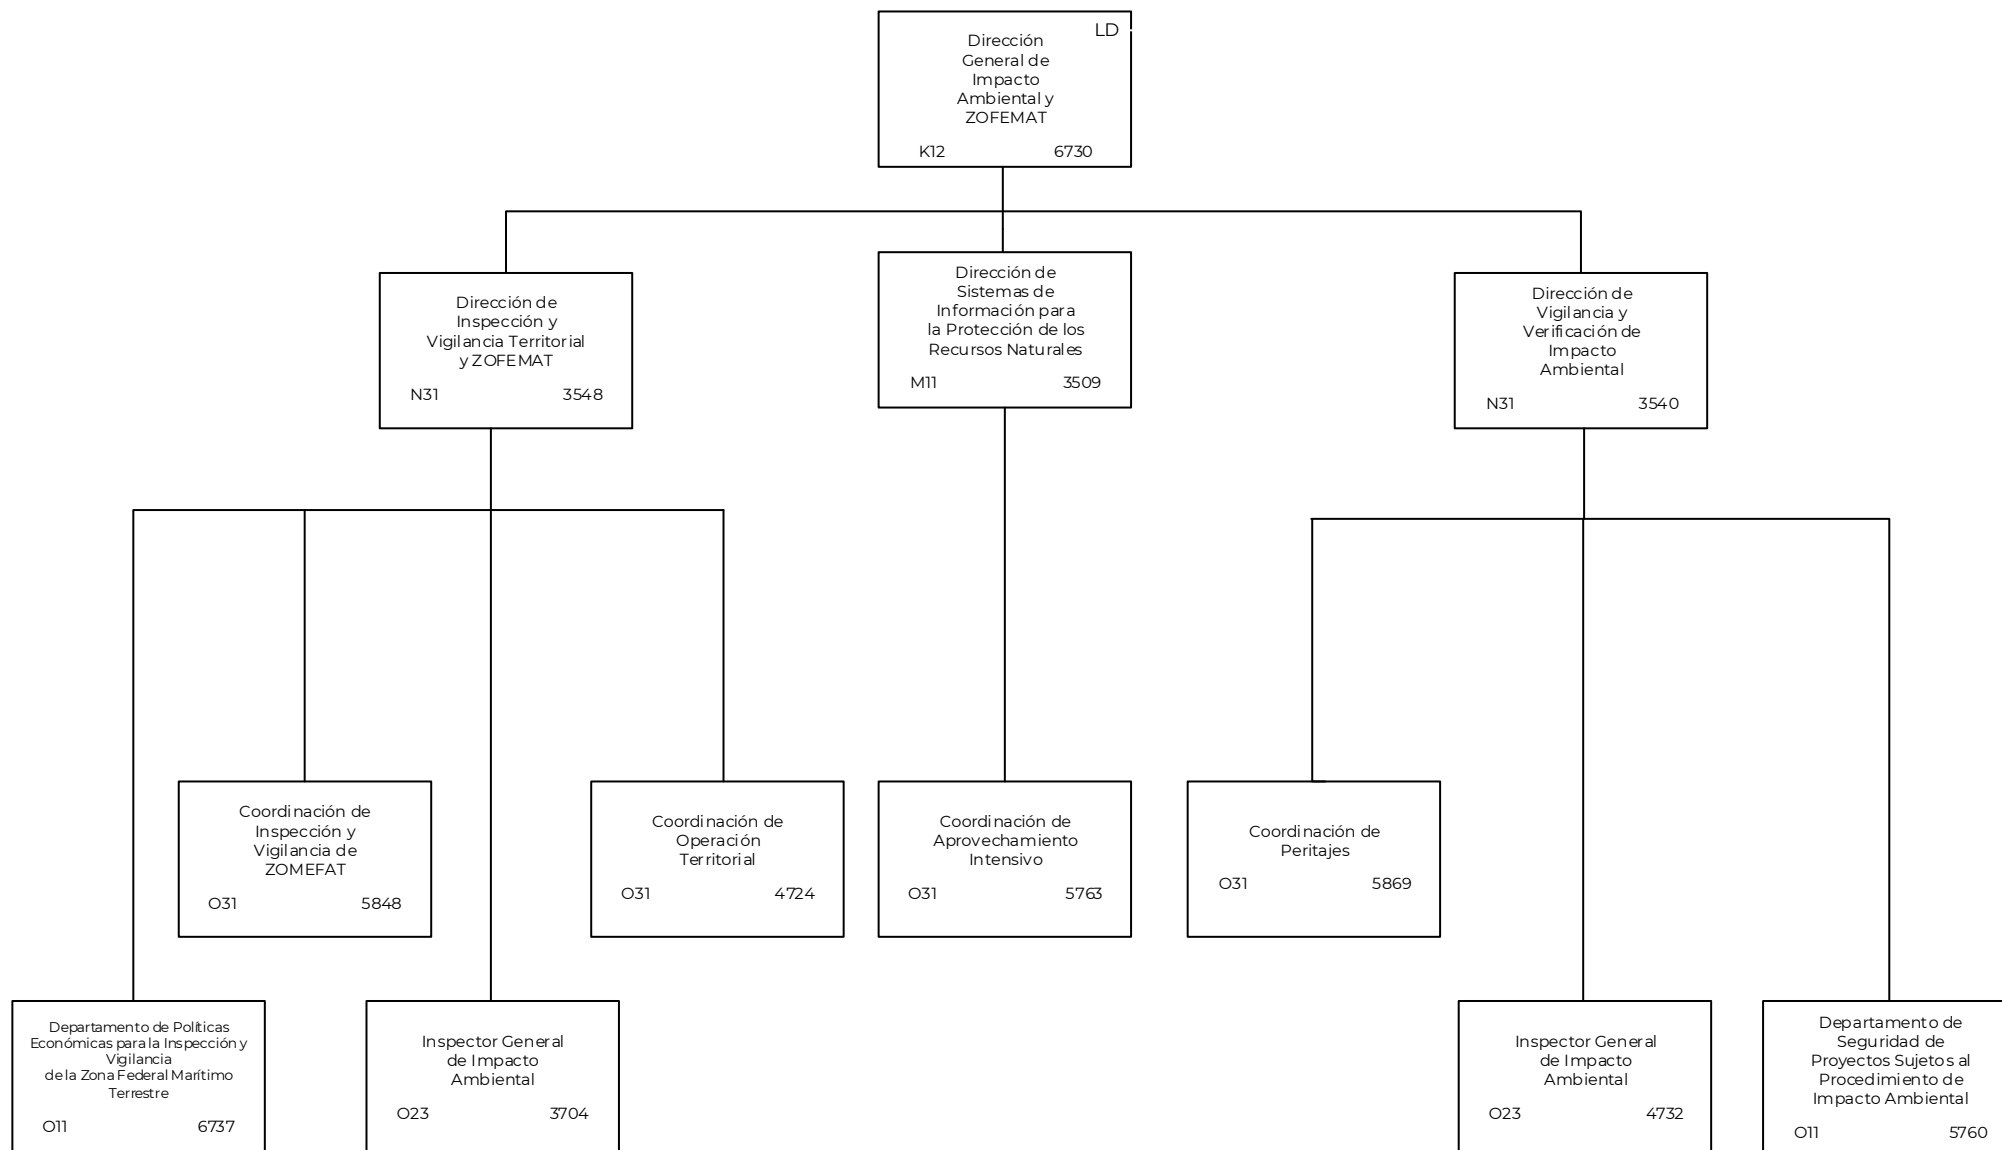 LD
Dirección
General de
Impacto
Ambiental y
ZOFEMAT
K12 6730
Dirección de
Inspección y
Vigilancia Territorial
y ZOFEMAT
N31 3548
Dirección de
Sistemas de
Información para
la Protección de los
Recursos Naturales
M11 3509
Dirección de
Vigilancia y
Verificación de
Impacto
Ambiental
N31 3540
Coordinación de
Inspección y
Vigilancia de
ZOMEFAT
O31 5848
Coordinación de
Operación
Territorial
O31 4724
Coordinación de
Aprovechamiento
Intensivo
O31 5763
Coordinación de
Peritajes
O31 5869
Departamento de Políticas
Económicas para la Inspección y
Vigilancia
de la Zona Federal Marítimo
Terrestre
O11 6737
Inspector General
de Impacto
Ambiental
O23 3704
Inspector General
de Impacto
Ambiental
O23 4732
Departamento de
Seguridad de
Proyectos Sujetos al
Procedimiento de
Impacto Ambiental
O11 5760